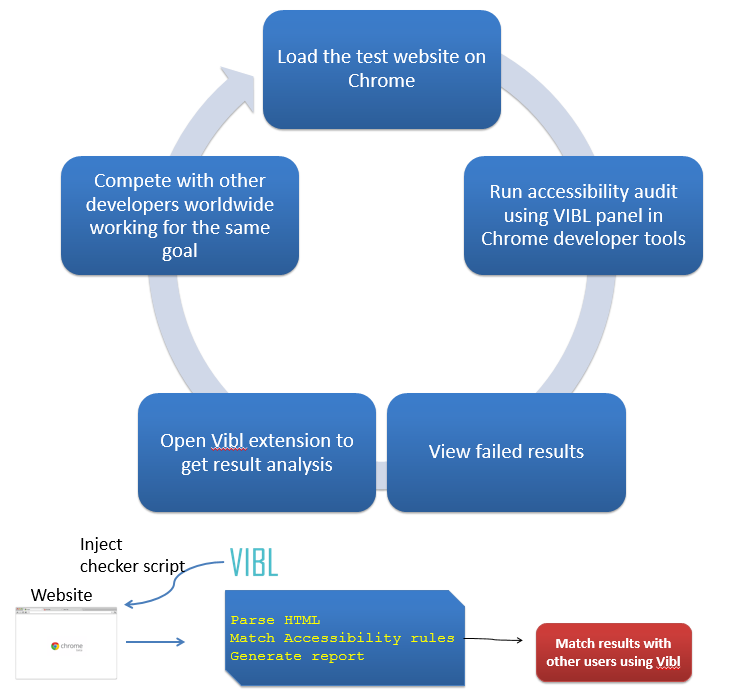 Load the test website on
Chrome
Run accessibility audit
using VIBL panel in
Chrome developer tools
View failed results
Open Vibl extension to
get result analysis
Compete with other
developers worldwide
working for the same
goal
Inject
checker script
VIBL
Website
chrome
Parse HTML
Match Accessibility rules
Generate report
Match results with
other users using Vibl